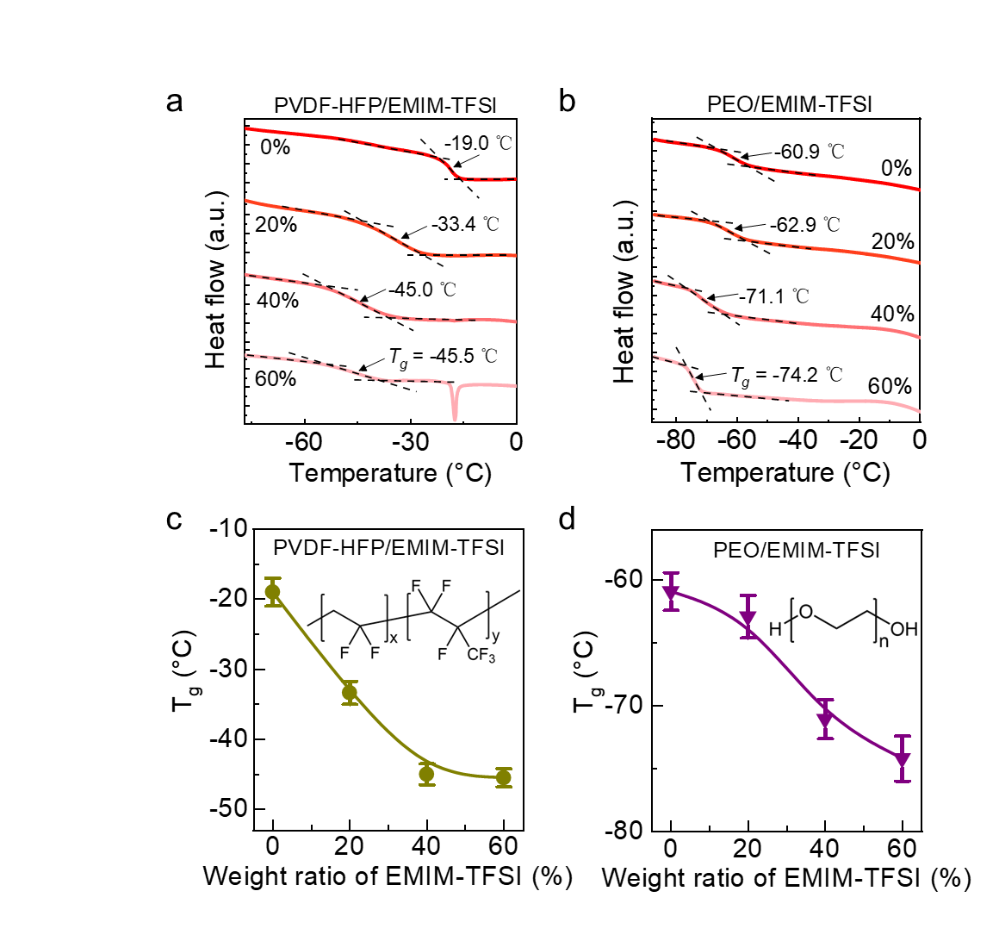 a
PVDF-HFP/EMIM-TFSI
0%
-19.0 ℃
20%
-33.4 ℃
40%
-45.0 ℃
60%
Tg = -45.5 ℃
Heat flow (a.u.)
-60
-30
0
Temperature (°C)
b
PEO/EMIM-TFSI
-60.9 ℃
0%
-62.9 ℃
20%
-71.1 ℃
40%
Tg = -74.2 ℃
60%
Heat flow (a.u.)
-80
-60
-40
-20
0
Temperature (°C)
c
PVDF-HFP/EMIM-TFSI
-10
-20
-30
-40
-50
Tg (°C)
F
F
F
F
x
F
CF3
y
0
20
40
60
Weight ratio of EMIM-TFSI (%)
d
PEO/EMIM-TFSI
-60
-70
-80
Tg (°C)
H
O
n
OH
0
20
40
60
Weight ratio of EMIM-TFSI (%)